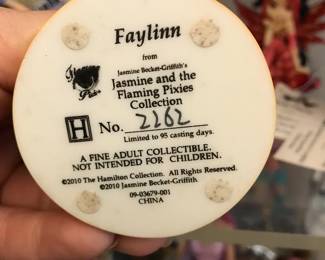 Faylinn
from
Jasmine Becket-Griffith's
Jasmine and the
Flaming Pixies
Collection
H No. 2262
Limited to 95 casting days.
A FINE ADULT COLLECTIBLE.
NOT INTENDED FOR CHILDREN.
©2010 The Hamilton Collection. All Rights Reserved.
©2010 Jasmine Becket-Griffith
09-03679-001
CHINA